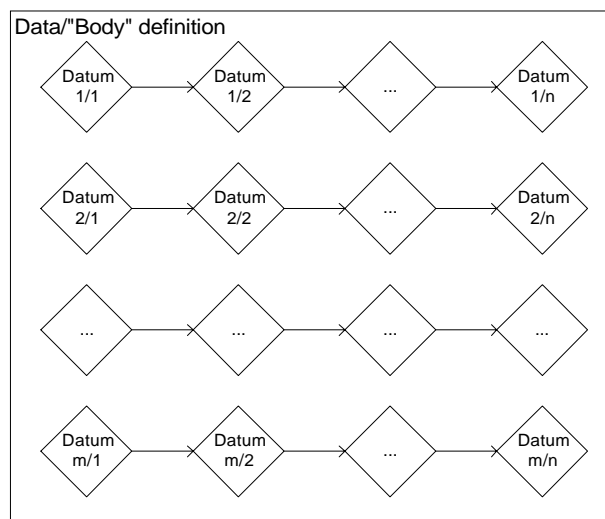 Data/"Body" definition
Datum
1/1
Datum
1/2
...
Datum
1/n
Datum
2/1
Datum
2/2
...
Datum
2/n
...
...
...
...
Datum
m/1
Datum
m/2
...
Datum
m/n